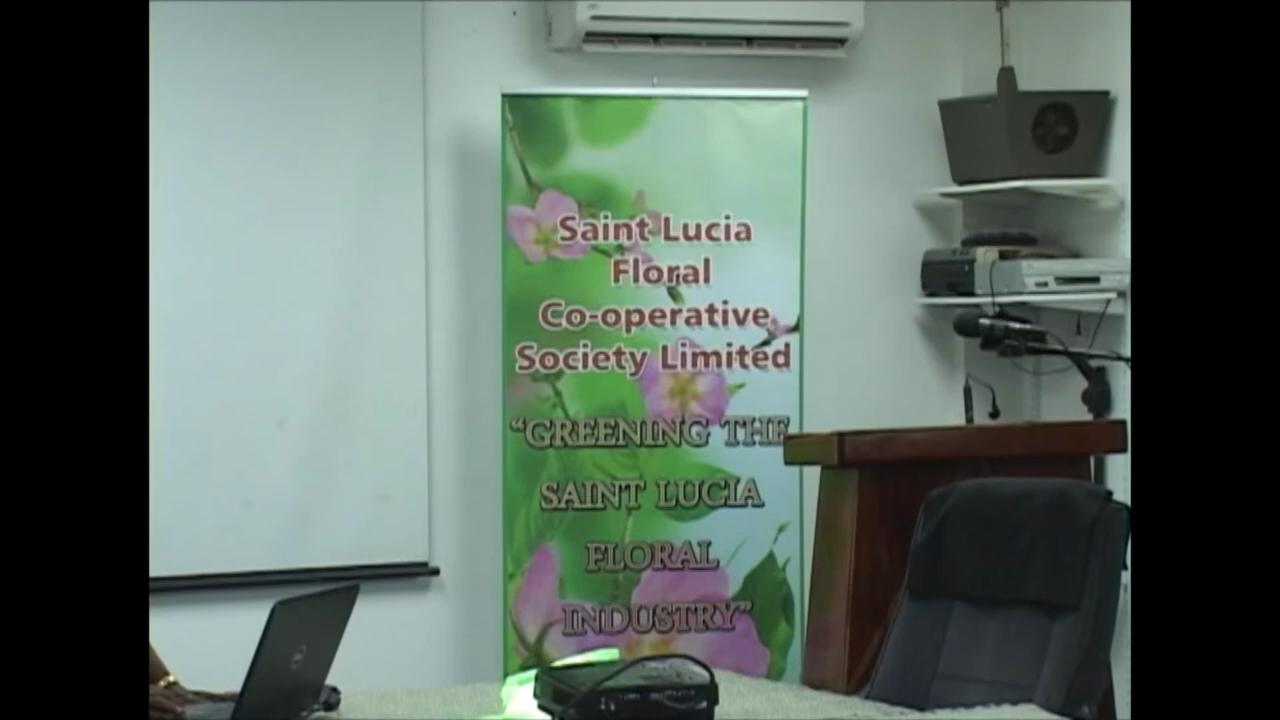 Saint Lucia
Floral
Co-operative
Society Limited
“GREENING THE
SAINT LUCIA
FLORAL
INDUSTRY”